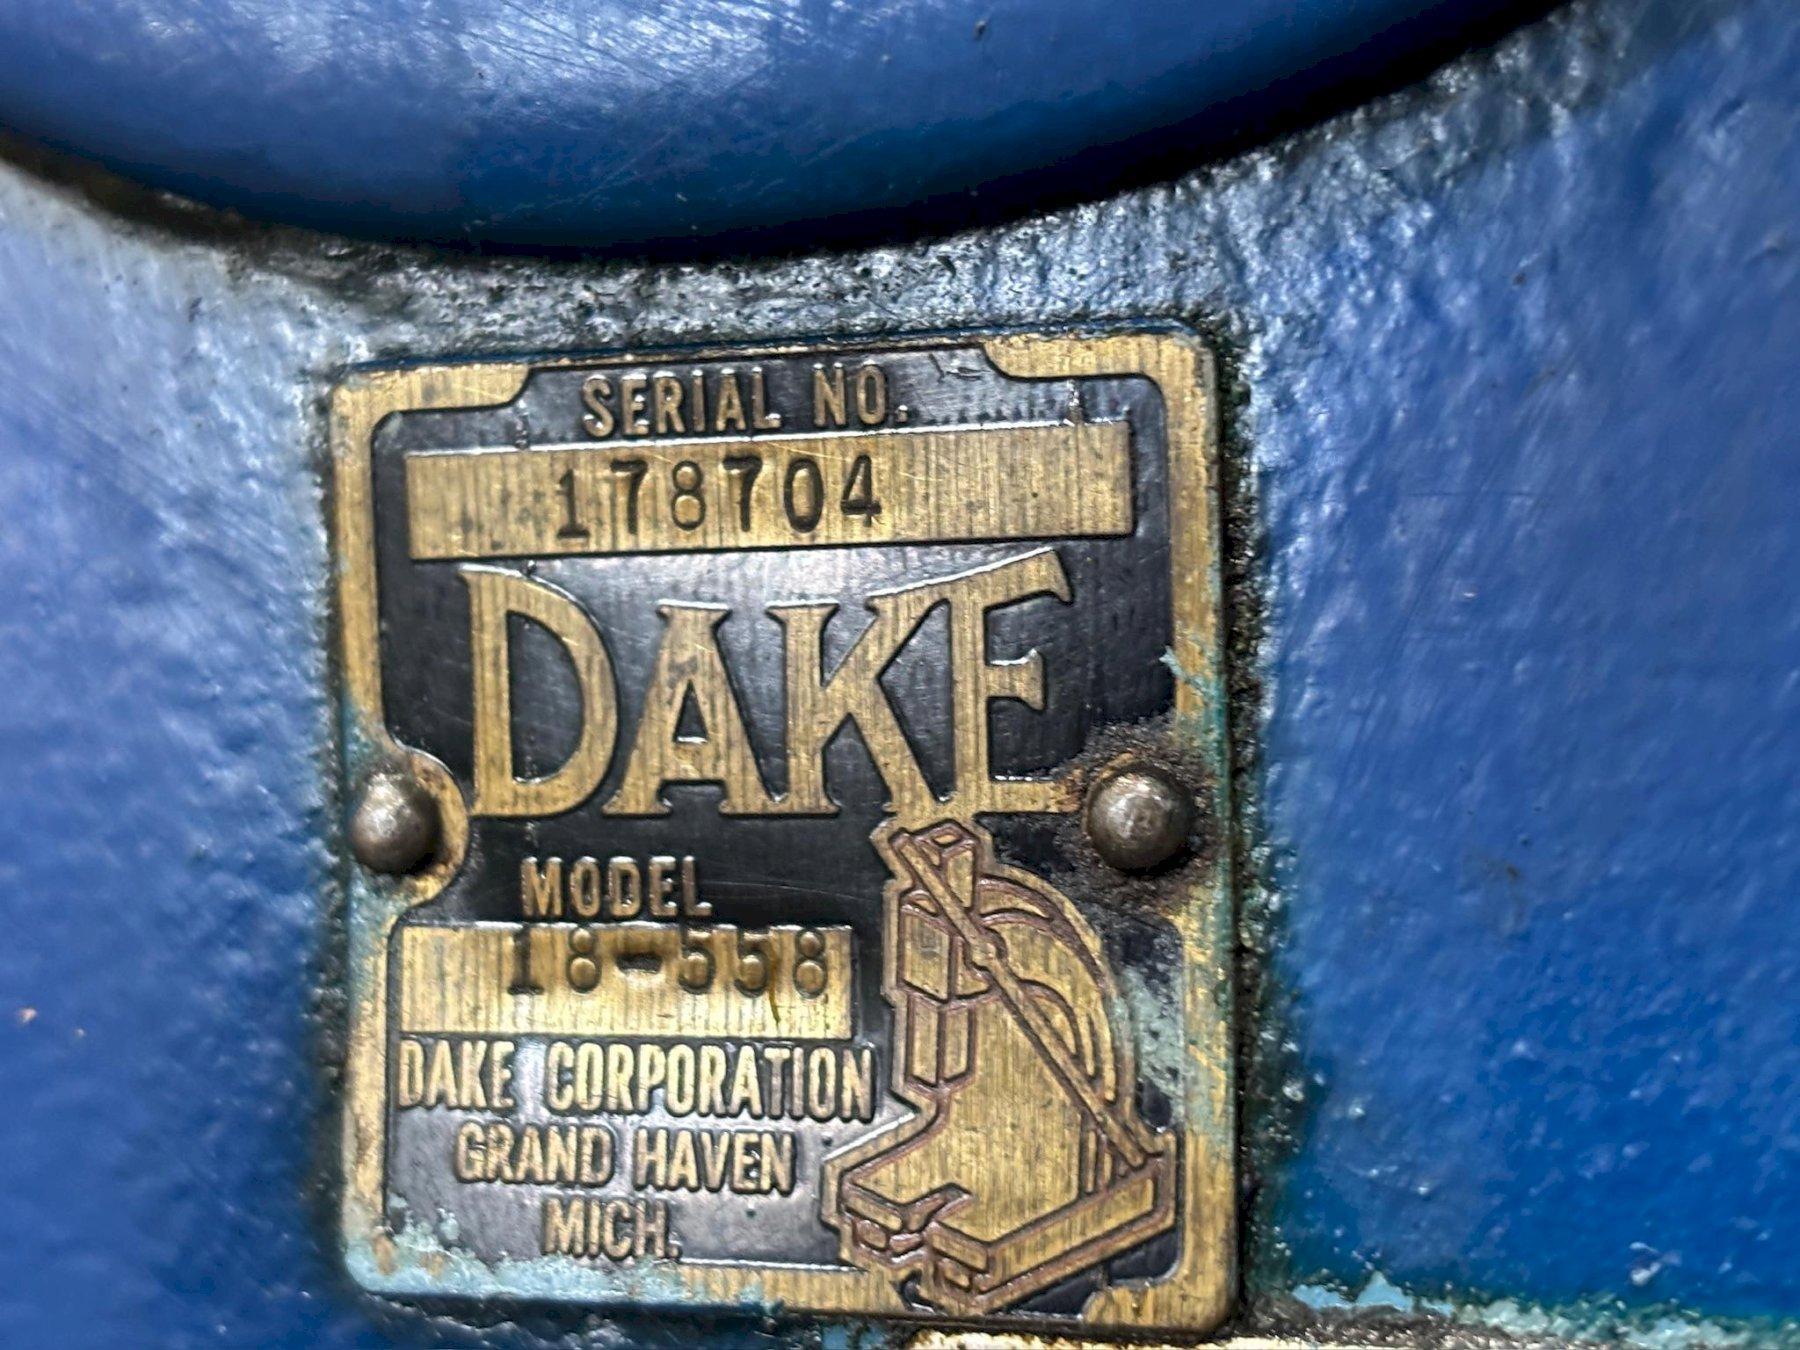 SERIAL NO.
178704
DAKE
MODEL
18-558
DAKE CORPORATION
GRAND HAVEN
MICH.